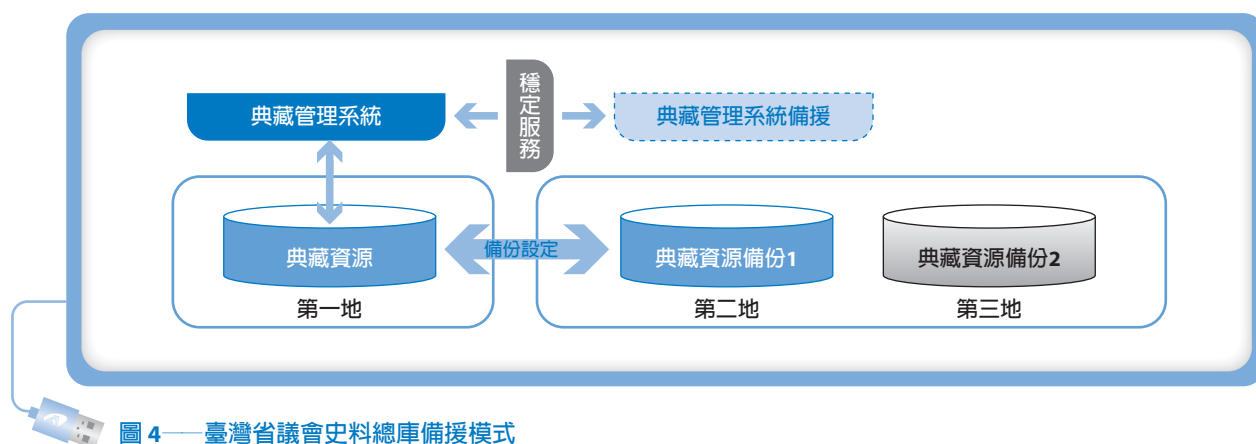 穩定服務
典藏管理系統
典藏管理系統備援
典藏資源
備份設定
典藏資源備份1
典藏資源備份2
第一地
第二地
第三地
圖 4——臺灣省議會史料總庫備援模式